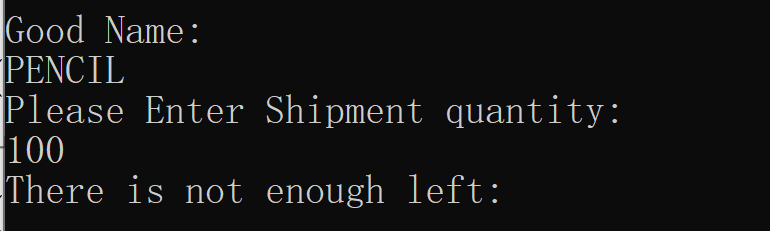 Good Name:
PENCIL
Please Enter Shipment quantity:
100
There is not enough left: